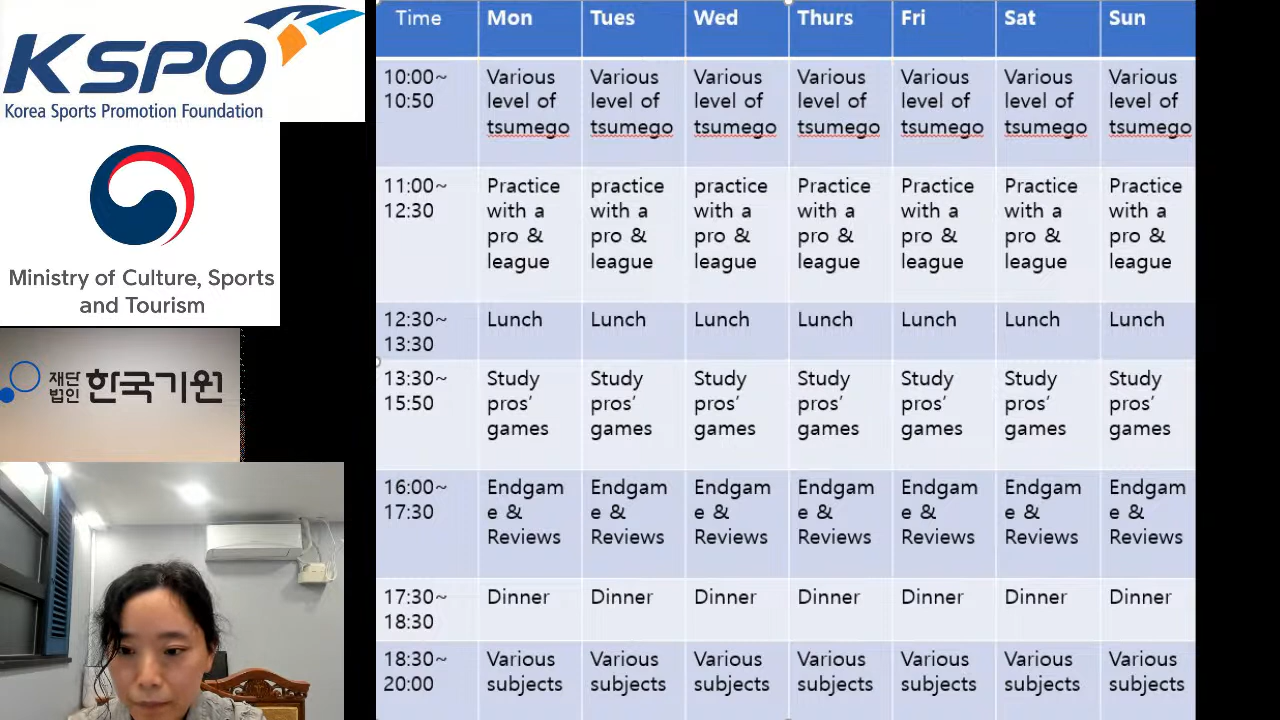 KSPO
Korea Sports Promotion Foundation
Ministry of Culture, Sports
and Tourism
재단
법인 한국기원
Time Mon Tues Wed Thurs Fri Sat Sun
10:00~ Various Various Various Various Various Various Various
10:50 level of level of level of level of level of level of level of
tsumego tsumego tsumego tsumego tsumego tsumego tsumego
11:00~ Practice practice practice Practice Practice Practice Practice
12:30 with a with a with a with a with a with a with a
pro & pro & pro & pro & pro & pro & pro &
league league league league league league league
12:30~ Lunch Lunch Lunch Lunch Lunch Lunch Lunch
13:30
13:30~ Study Study Study Study Study Study Study
15:50 pros’ pros’ pros’ pros’ pros’ pros’ pros’
games games games games games games games
16:00~ Endgam Endgam Endgam Endgam Endgam Endgam Endgam
17:30 e & e & e & e & e & e & e &
Reviews Reviews Reviews Reviews Reviews Reviews Reviews
17:30~ Dinner Dinner Dinner Dinner Dinner Dinner Dinner
18:30
18:30~ Various Various Various Various Various Various Various
20:00 subjects subjects subjects subjects subjects subjects subjects